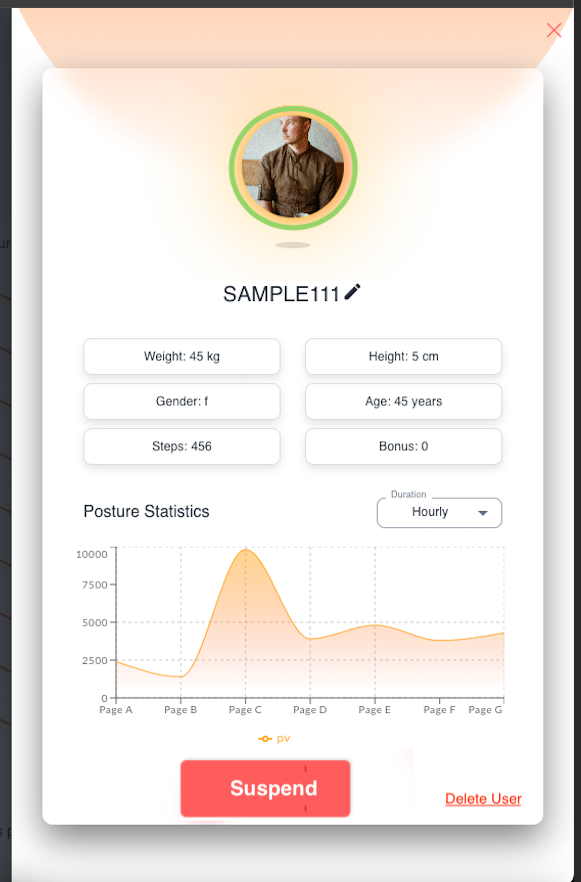 SAMPLE111
Weight: 45 kg
Height: 5 cm
Gender: f
Age: 45 years
Steps: 456
Bonus: 0
Posture Statistics
Duration
Hourly
10000
7500
5000
2500
0
Page A Page B Page C Page D Page E Page F Page G
pv
Suspend
Delete User